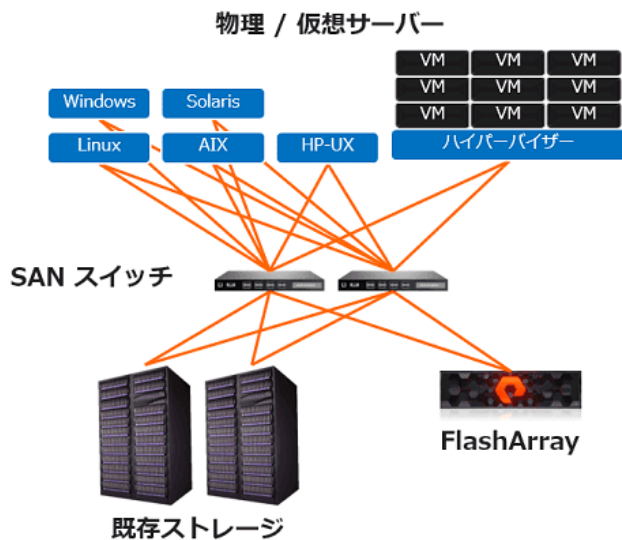 物理 / 仮想サーバー
VM VM VM
VM VM VM
VM VM VM
Windows Solaris
Linux AIX HP-UX ハイパーバイザー
SAN スイッチ
FlashArray
既存ストレージ